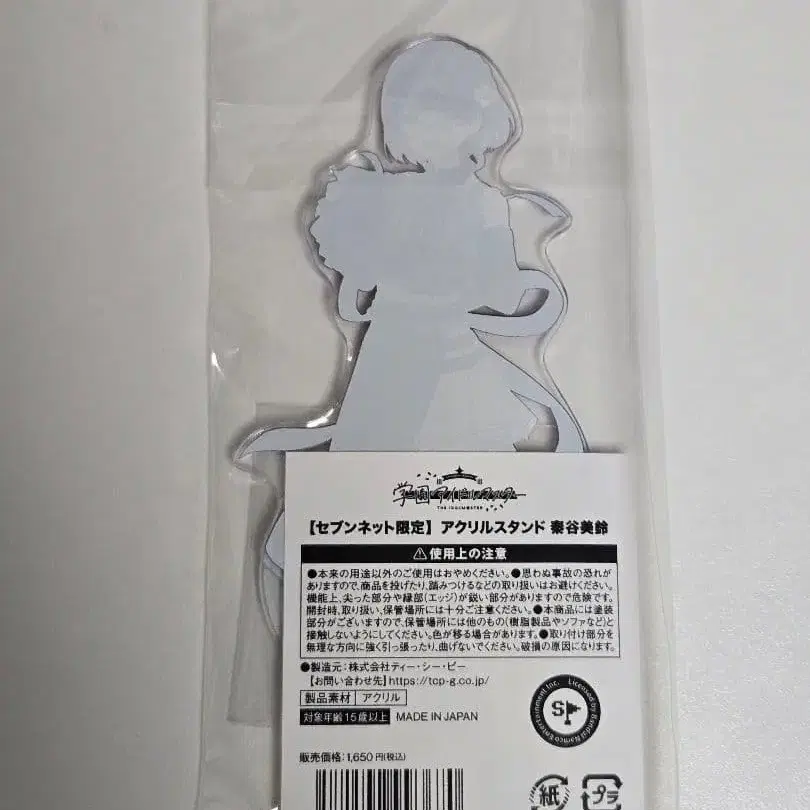 初星
学園アイドルマスター
THE IDOLM@STER
【セブンネット限定】アクリルスタンド 秦谷美鈴
⚠使用上の注意
●本来の用途以外のご使用はおやめください。●思わぬ事故の恐れが
ありますので、商品を投げたり、踏みつけるなどの取り扱いはお避けください。
機能上、尖った部分や縁部(エッジ)が鋭い部分がありますので危険です。
開封時、取り扱い、保管場所には十分ご注意ください。●本商品には塗装
部分がございますので、保管場所には他のもの(樹脂製品やソファなど)と
接触しないようにしてください。色が移る場合があります。●取り付け部分を
無理な方向に強く引っ張ったり、曲げないでください。破損の原因になります。
●製造元:株式会社ティー・シー・ピー
【お問い合わせ先】https://tcp-g.co.jp/
製品素材 アクリル
対象年齢15歳以上 MADE IN JAPAN
Licensed by Bandai Namco Entertainment Inc.
S
販売価格:1,650円(税込)
紙
プラ